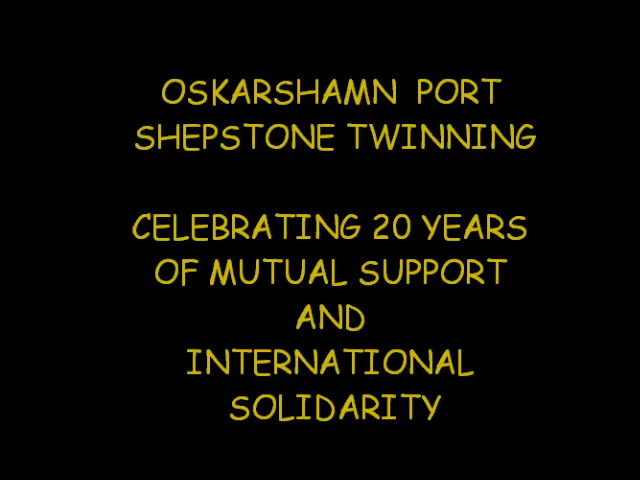 OSKARSHAMN PORT
SHEPSTONE TWINNING
CELEBRATING 20 YEARS
OF MUTUAL SUPPORT
AND
INTERNATIONAL
SOLIDARITY